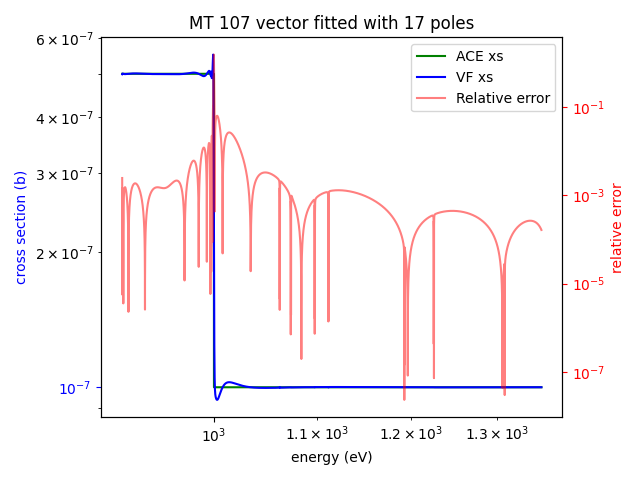 MT 107 vector fitted with 17 poles
ACE xs
VF xs
Relative error
6 × 10⁻⁷
4 × 10⁻⁷
3 × 10⁻⁷
2 × 10⁻⁷
10⁻⁷
cross section (b)
10⁻¹
10⁻³
10⁻⁵
10⁻⁷
relative error
10³
1.1 × 10³
1.2 × 10³
1.3 × 10³
energy (eV)